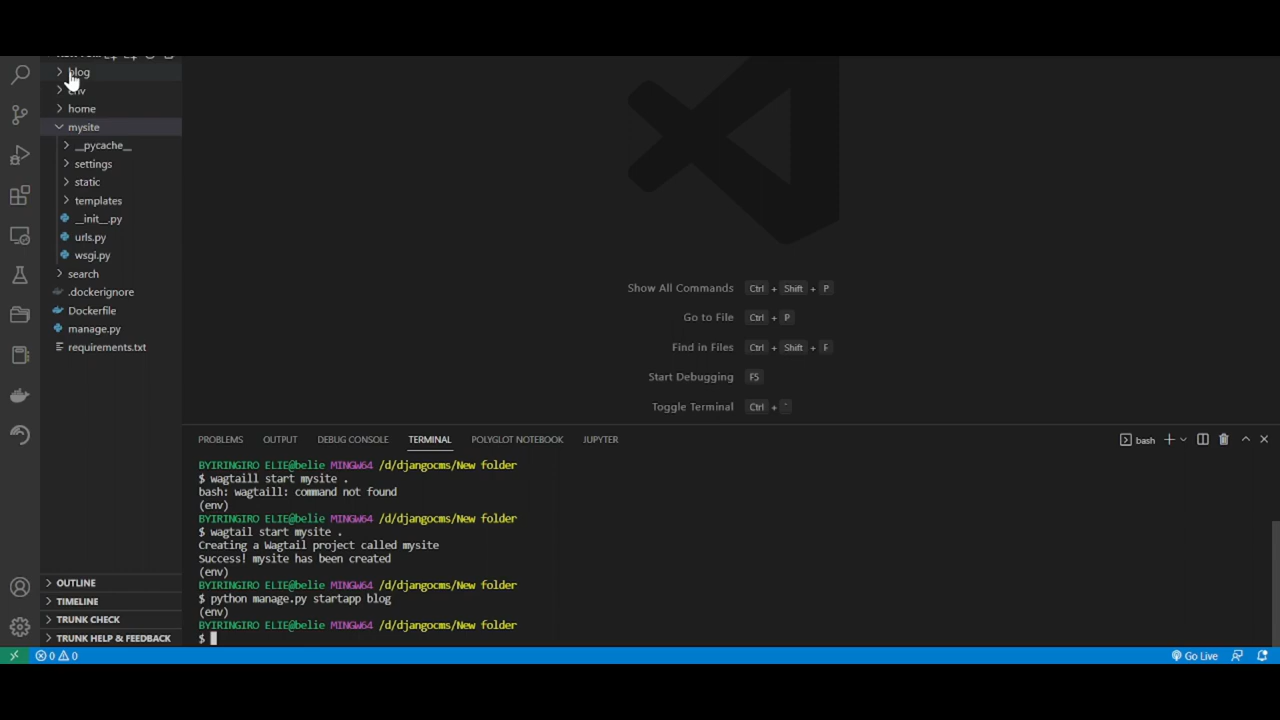 blog
env
home
mysite
__pycache__
settings
static
templates
__init__.py
urls.py
wsgi.py
search
.dockerignore
Dockerfile
manage.py
requirements.txt
OUTLINE
TIMELINE
TRUNK CHECK
TRUNK HELP & FEEDBACK
Show All Commands Ctrl + Shift + P
Go to File Ctrl + P
Find in Files Ctrl + Shift + F
Start Debugging F5
Toggle Terminal Ctrl + `
PROBLEMS OUTPUT DEBUG CONSOLE TERMINAL POLYGLOT NOTEBOOK JUPYTER bash
BYIRINGIRO ELIE@belie MINGW64 /d/djangocms/New folder
$ wagtaill start mysite .
bash: wagtaill: command not found
(env)
BYIRINGIRO ELIE@belie MINGW64 /d/djangocms/New folder
$ wagtail start mysite .
Creating a Wagtail project called mysite
Success! mysite has been created
(env)
BYIRINGIRO ELIE@belie MINGW64 /d/djangocms/New folder
$ python manage.py startapp blog
(env)
BYIRINGIRO ELIE@belie MINGW64 /d/djangocms/New folder
$
0 0 Go Live